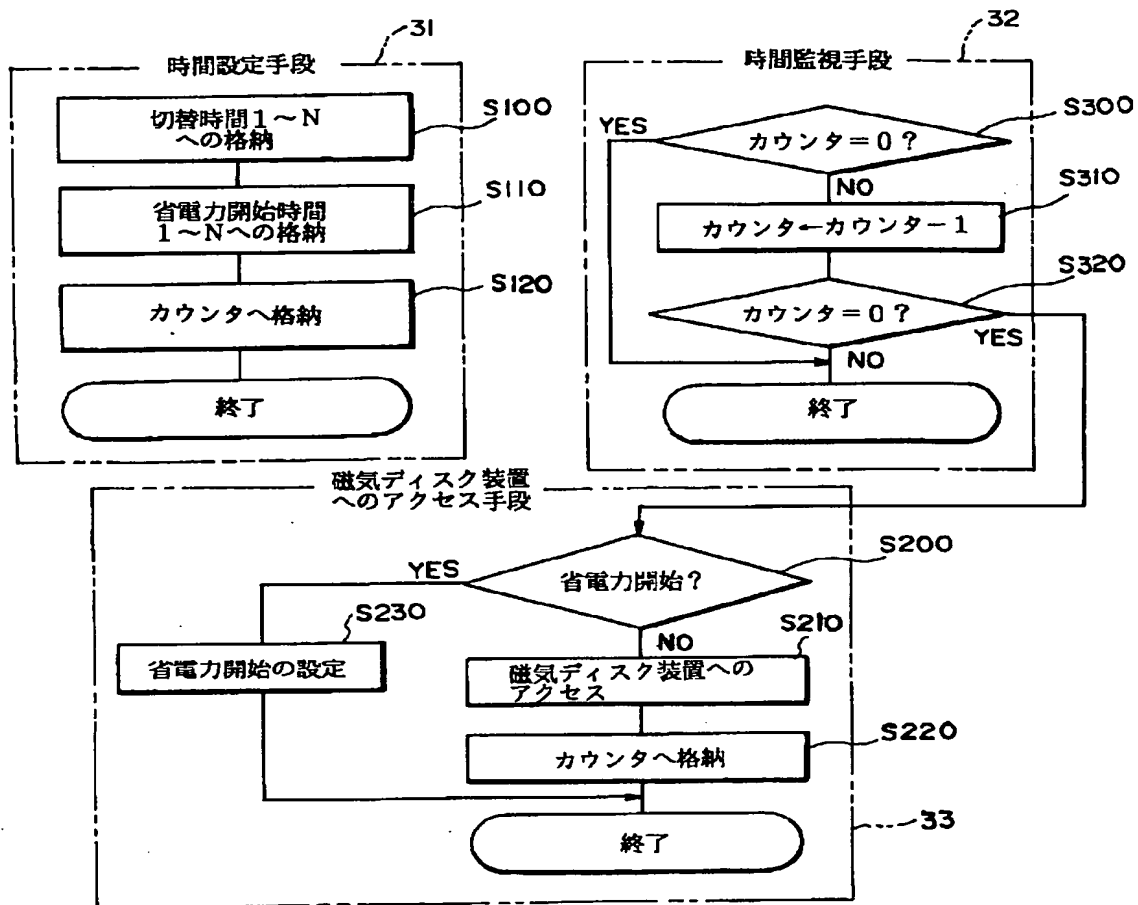 31
時間設定手段
切替時間1～N
への格納
S100
省電力開始時間
1～Nへの格納
S110
カウンタへ格納
S120
終了
32
時間監視手段
カウンタ=0?
S300
YES
NO
カウンタ←カウンタ-1
S310
カウンタ=0?
S320
YES
NO
終了
磁気ディスク装置
へのアクセス手段
省電力開始?
S200
YES
NO
省電力開始の設定
S230
磁気ディスク装置への
アクセス
S210
カウンタへ格納
S220
終了
33